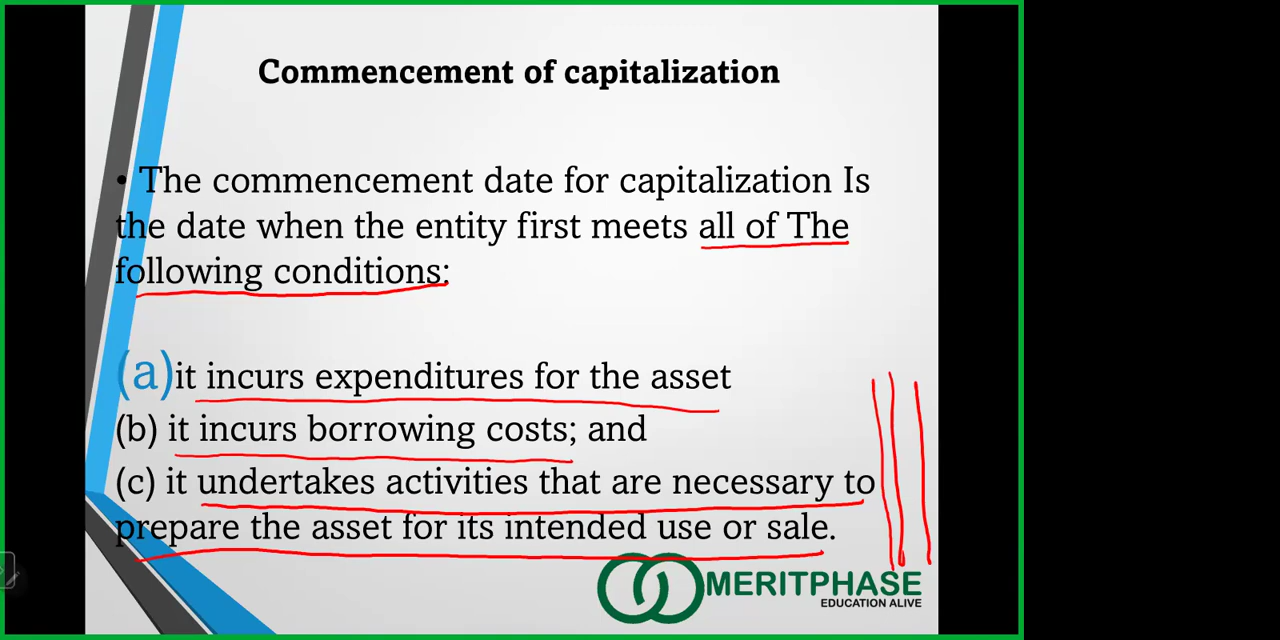 Commencement of capitalization
• The commencement date for capitalization Is
the date when the entity first meets all of The
following conditions:
(a)it incurs expenditures for the asset
(b) it incurs borrowing costs; and
(c) it undertakes activities that are necessary to
prepare the asset for its intended use or sale.
MERITPHASE
EDUCATION ALIVE